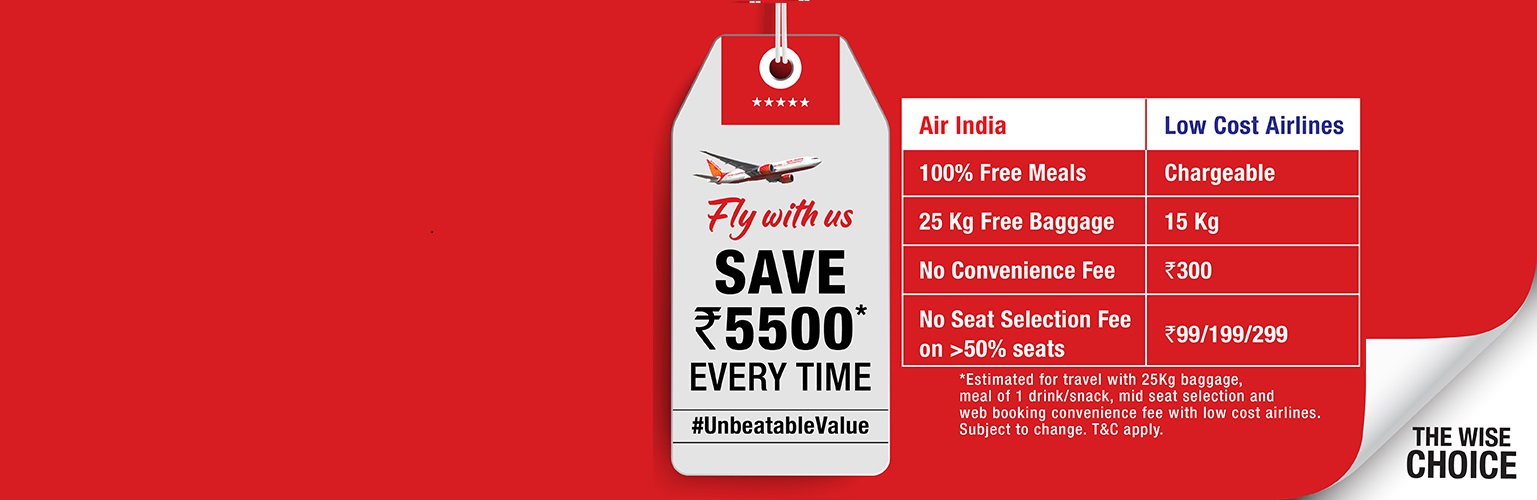 Fly with us
SAVE
₹5500*
EVERY TIME
#UnbeatableValue
Air India
Low Cost Airlines
100% Free Meals
Chargeable
25 Kg Free Baggage
15 Kg
No Convenience Fee
₹300
No Seat Selection Fee
on >50% seats
₹99/199/299
*Estimated for travel with 25Kg baggage,
meal of 1 drink/snack, mid seat selection and
web booking convenience fee with low cost airlines.
Subject to change. T&C apply.
THE WISE
CHOICE